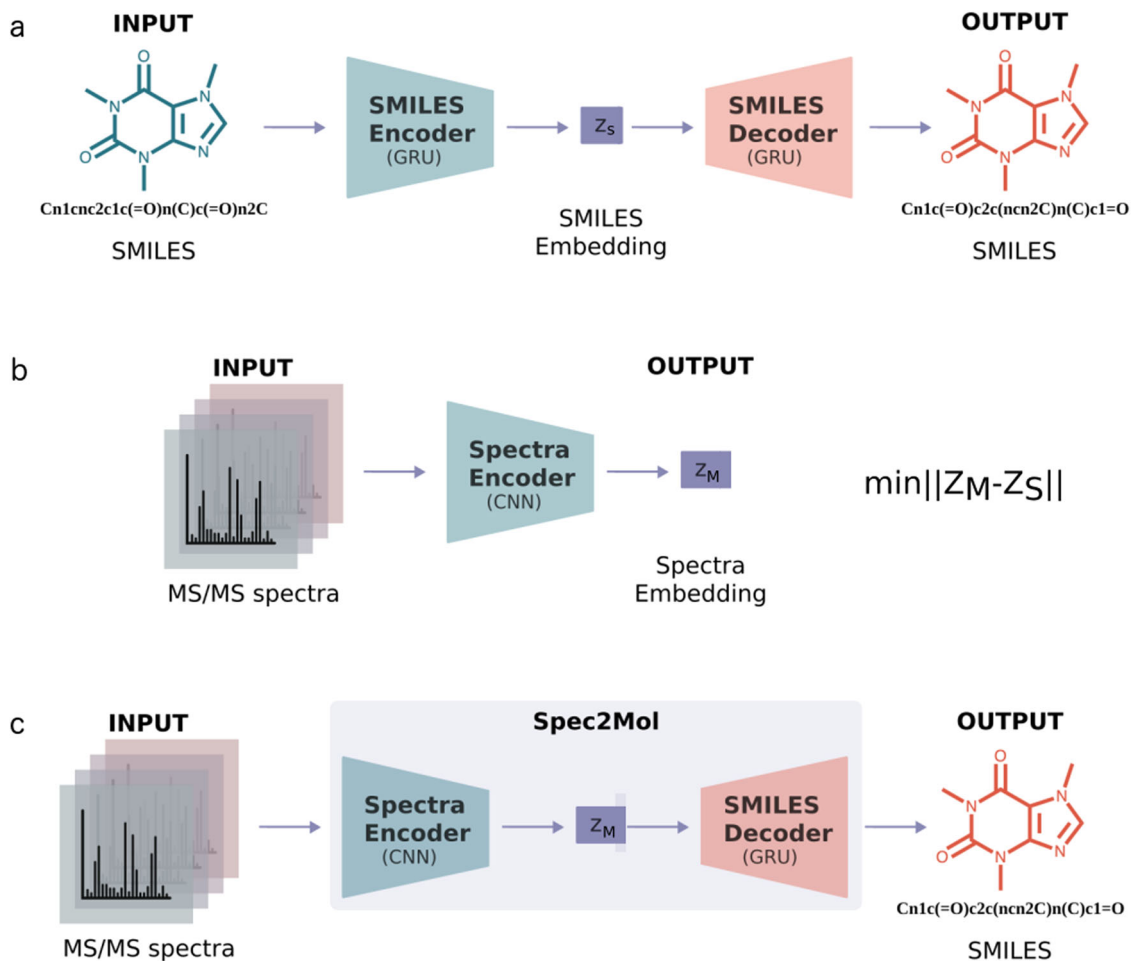 a
INPUT
OUTPUT
O
N
N
O
N
N
Cn1cnc2c1c(=O)n(C)c(=O)n2C
SMILES
SMILES
Encoder
(GRU)
ZS
SMILES
Embedding
SMILES
Decoder
(GRU)
O
N
N
O
N
N
Cn1c(=O)c2c(ncn2C)n(C)c1=O
SMILES
b
INPUT
OUTPUT
MS/MS spectra
Spectra
Encoder
(CNN)
ZM
Spectra
Embedding
min||ZM-ZS||
c
INPUT
Spec2Mol
OUTPUT
MS/MS spectra
Spectra
Encoder
(CNN)
ZM
SMILES
Decoder
(GRU)
O
N
N
O
N
N
Cn1c(=O)c2c(ncn2C)n(C)c1=O
SMILES